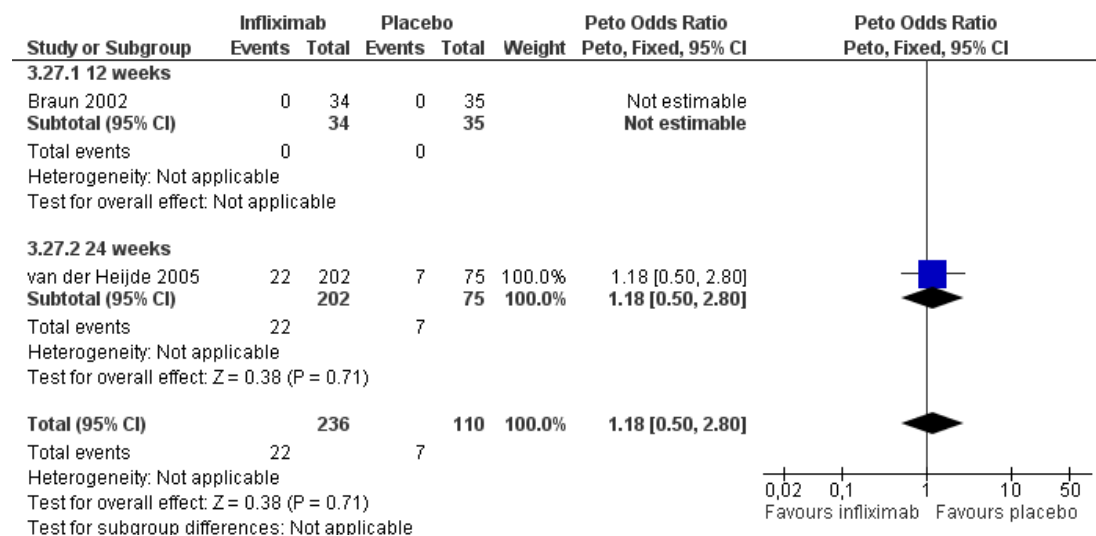 Infliximab Placebo Peto Odds Ratio Peto Odds Ratio
Study or Subgroup Events Total Events Total Weight Peto, Fixed, 95% CI Peto, Fixed, 95% CI
3.27.1 12 weeks
Braun 2002 0 34 0 35 Not estimable
Subtotal (95% CI) 34 35 Not estimable
Total events 0 0
Heterogeneity: Not applicable
Test for overall effect: Not applicable
3.27.2 24 weeks
van der Heijde 2005 22 202 7 75 100.0% 1.18 [0.50, 2.80]
Subtotal (95% CI) 202 75 100.0% 1.18 [0.50, 2.80]
Total events 22 7
Heterogeneity: Not applicable
Test for overall effect: Z = 0.38 (P = 0.71)
Total (95% CI) 236 110 100.0% 1.18 [0.50, 2.80]
Total events 22 7
Heterogeneity: Not applicable
Test for overall effect: Z = 0.38 (P = 0.71)
Test for subgroup differences: Not applicable
0,02 0,1 1 10 50
Favours infliximab Favours placebo